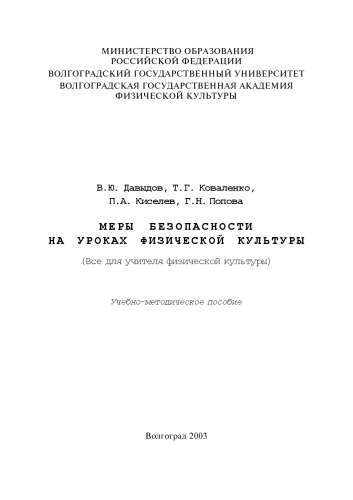 МИНИСТЕРСТВО ОБРАЗОВАНИЯ
РОССИЙСКОЙ ФЕДЕРАЦИИ
ВОЛГОГРАДСКИЙ ГОСУДАРСТВЕННЫЙ УНИВЕРСИТЕТ
ВОЛГОГРАДСКАЯ ГОСУДАРСТВЕННАЯ АКАДЕМИЯ
ФИЗИЧЕСКОЙ КУЛЬТУРЫ
В.Ю. Давыдов, Т.Г. Коваленко,
П.А. Киселев, Г.Н. Попова
МЕРЫ БЕЗОПАСНОСТИ
НА УРОКАХ ФИЗИЧЕСКОЙ КУЛЬТУРЫ
(Все для учителя физической культуры)
Учебно-методическое пособие
Волгоград 2003